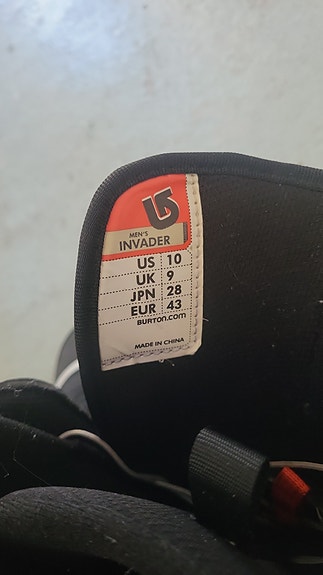 MEN'S
INVADER
US 10
UK 9
JPN 28
EUR 43
BURTON.COM
MADE IN CHINA